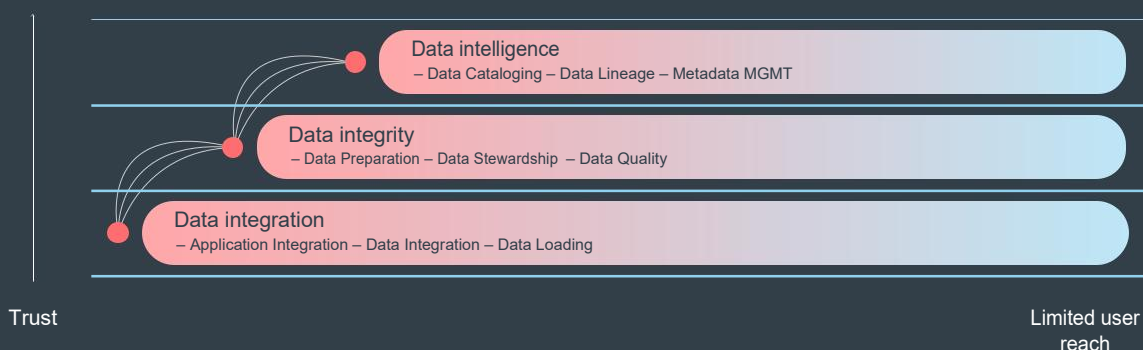 Data intelligence
– Data Cataloging – Data Lineage – Metadata MGMT
Data integrity
– Data Preparation – Data Stewardship – Data Quality
Data integration
– Application Integration – Data Integration – Data Loading
Trust
Limited user
reach